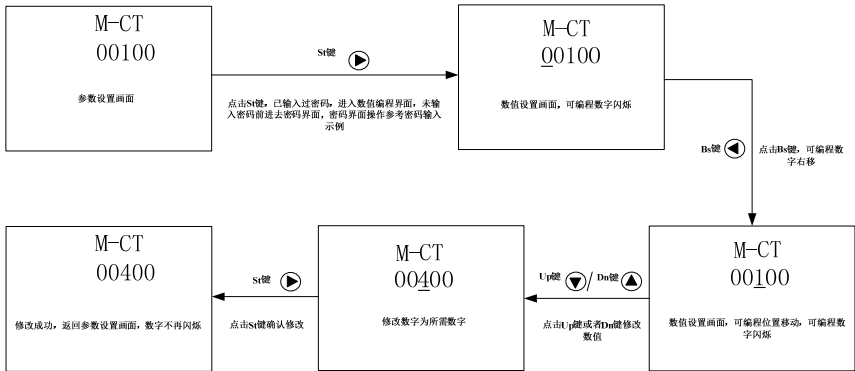 M-CT
00100
参数设置画面
St键
点击St键，已输入过密码，进入数值编程界面，未输
入密码前进去密码界面，密码界面操作参考密码输入
示例
M-CT
00100
数值设置画面，可编程数字闪烁
Bs键
点击Bs键，可编程数
字右移
M-CT
00100
数值设置画面，可编程位置移动，可编程数
字闪烁
Up键 / Dn键
点击Up键或者Dn键修改
数值
M-CT
00400
修改数字为所需数字
St键
点击St键确认修改
M-CT
00400
修改成功，返回参数设置画面，数字不再闪烁